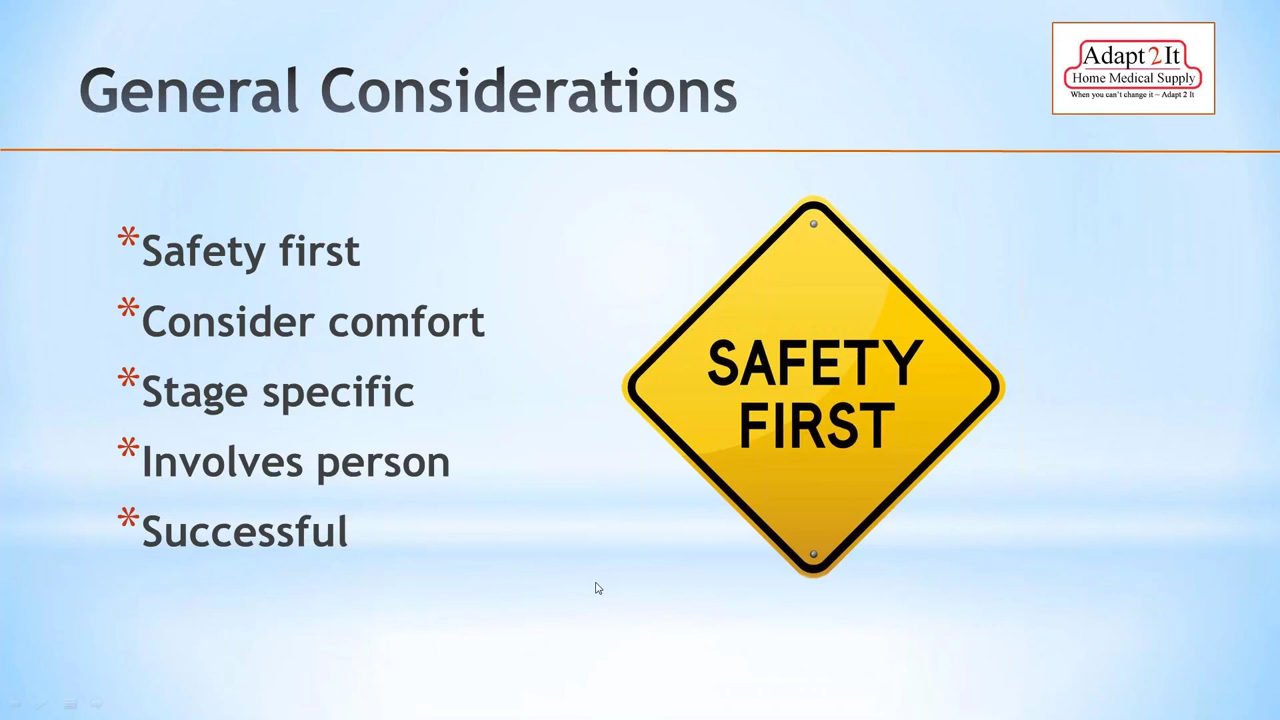 General Considerations
Adapt 2 It
Home Medical Supply
When you can't change it ~ Adapt 2 It
*Safety first
*Consider comfort
*Stage specific
*Involves person
*Successful
SAFETY
FIRST